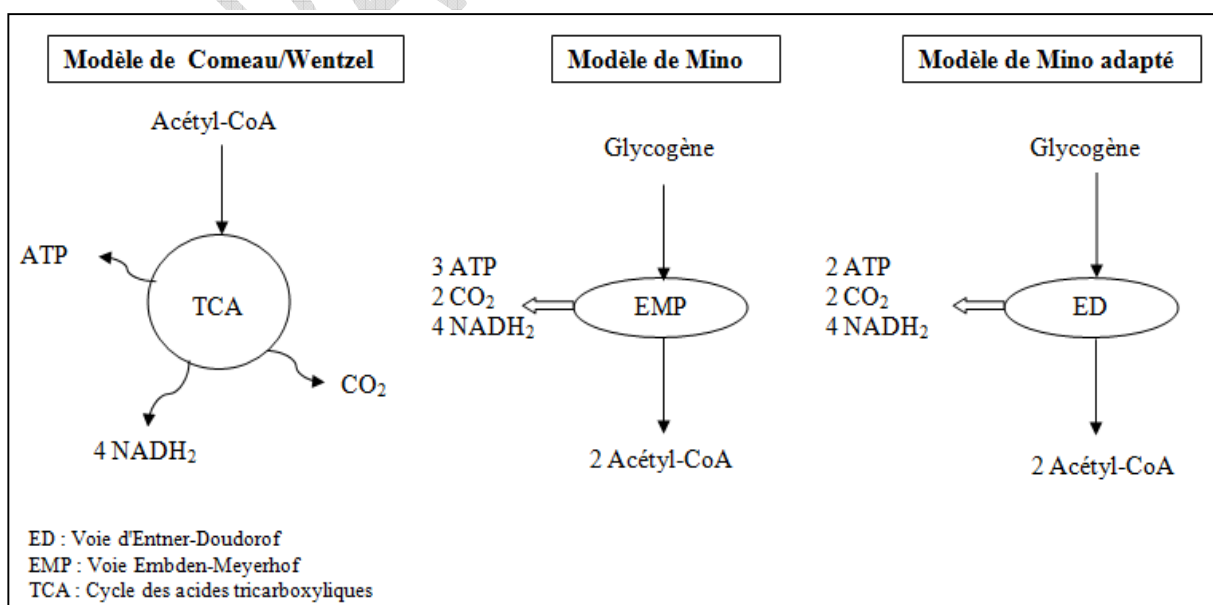 Modèle de Comeau/Wentzel
Acétyl-CoA
ATP
TCA
CO₂
4 NADH₂
Modèle de Mino
Glycogène
3 ATP
2 CO₂
4 NADH₂
EMP
2 Acétyl-CoA
Modèle de Mino adapté
Glycogène
2 ATP
2 CO₂
4 NADH₂
ED
2 Acétyl-CoA
ED : Voie d'Entner-Doudorof
EMP : Voie Embden-Meyerhof
TCA : Cycle des acides tricarboxyliques